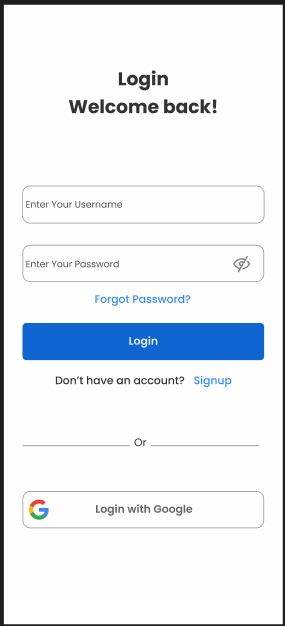 Login
Welcome back!
Enter Your Username
Enter Your Password
Forgot Password?
Login
Don’t have an account? Signup
Or
Login with Google